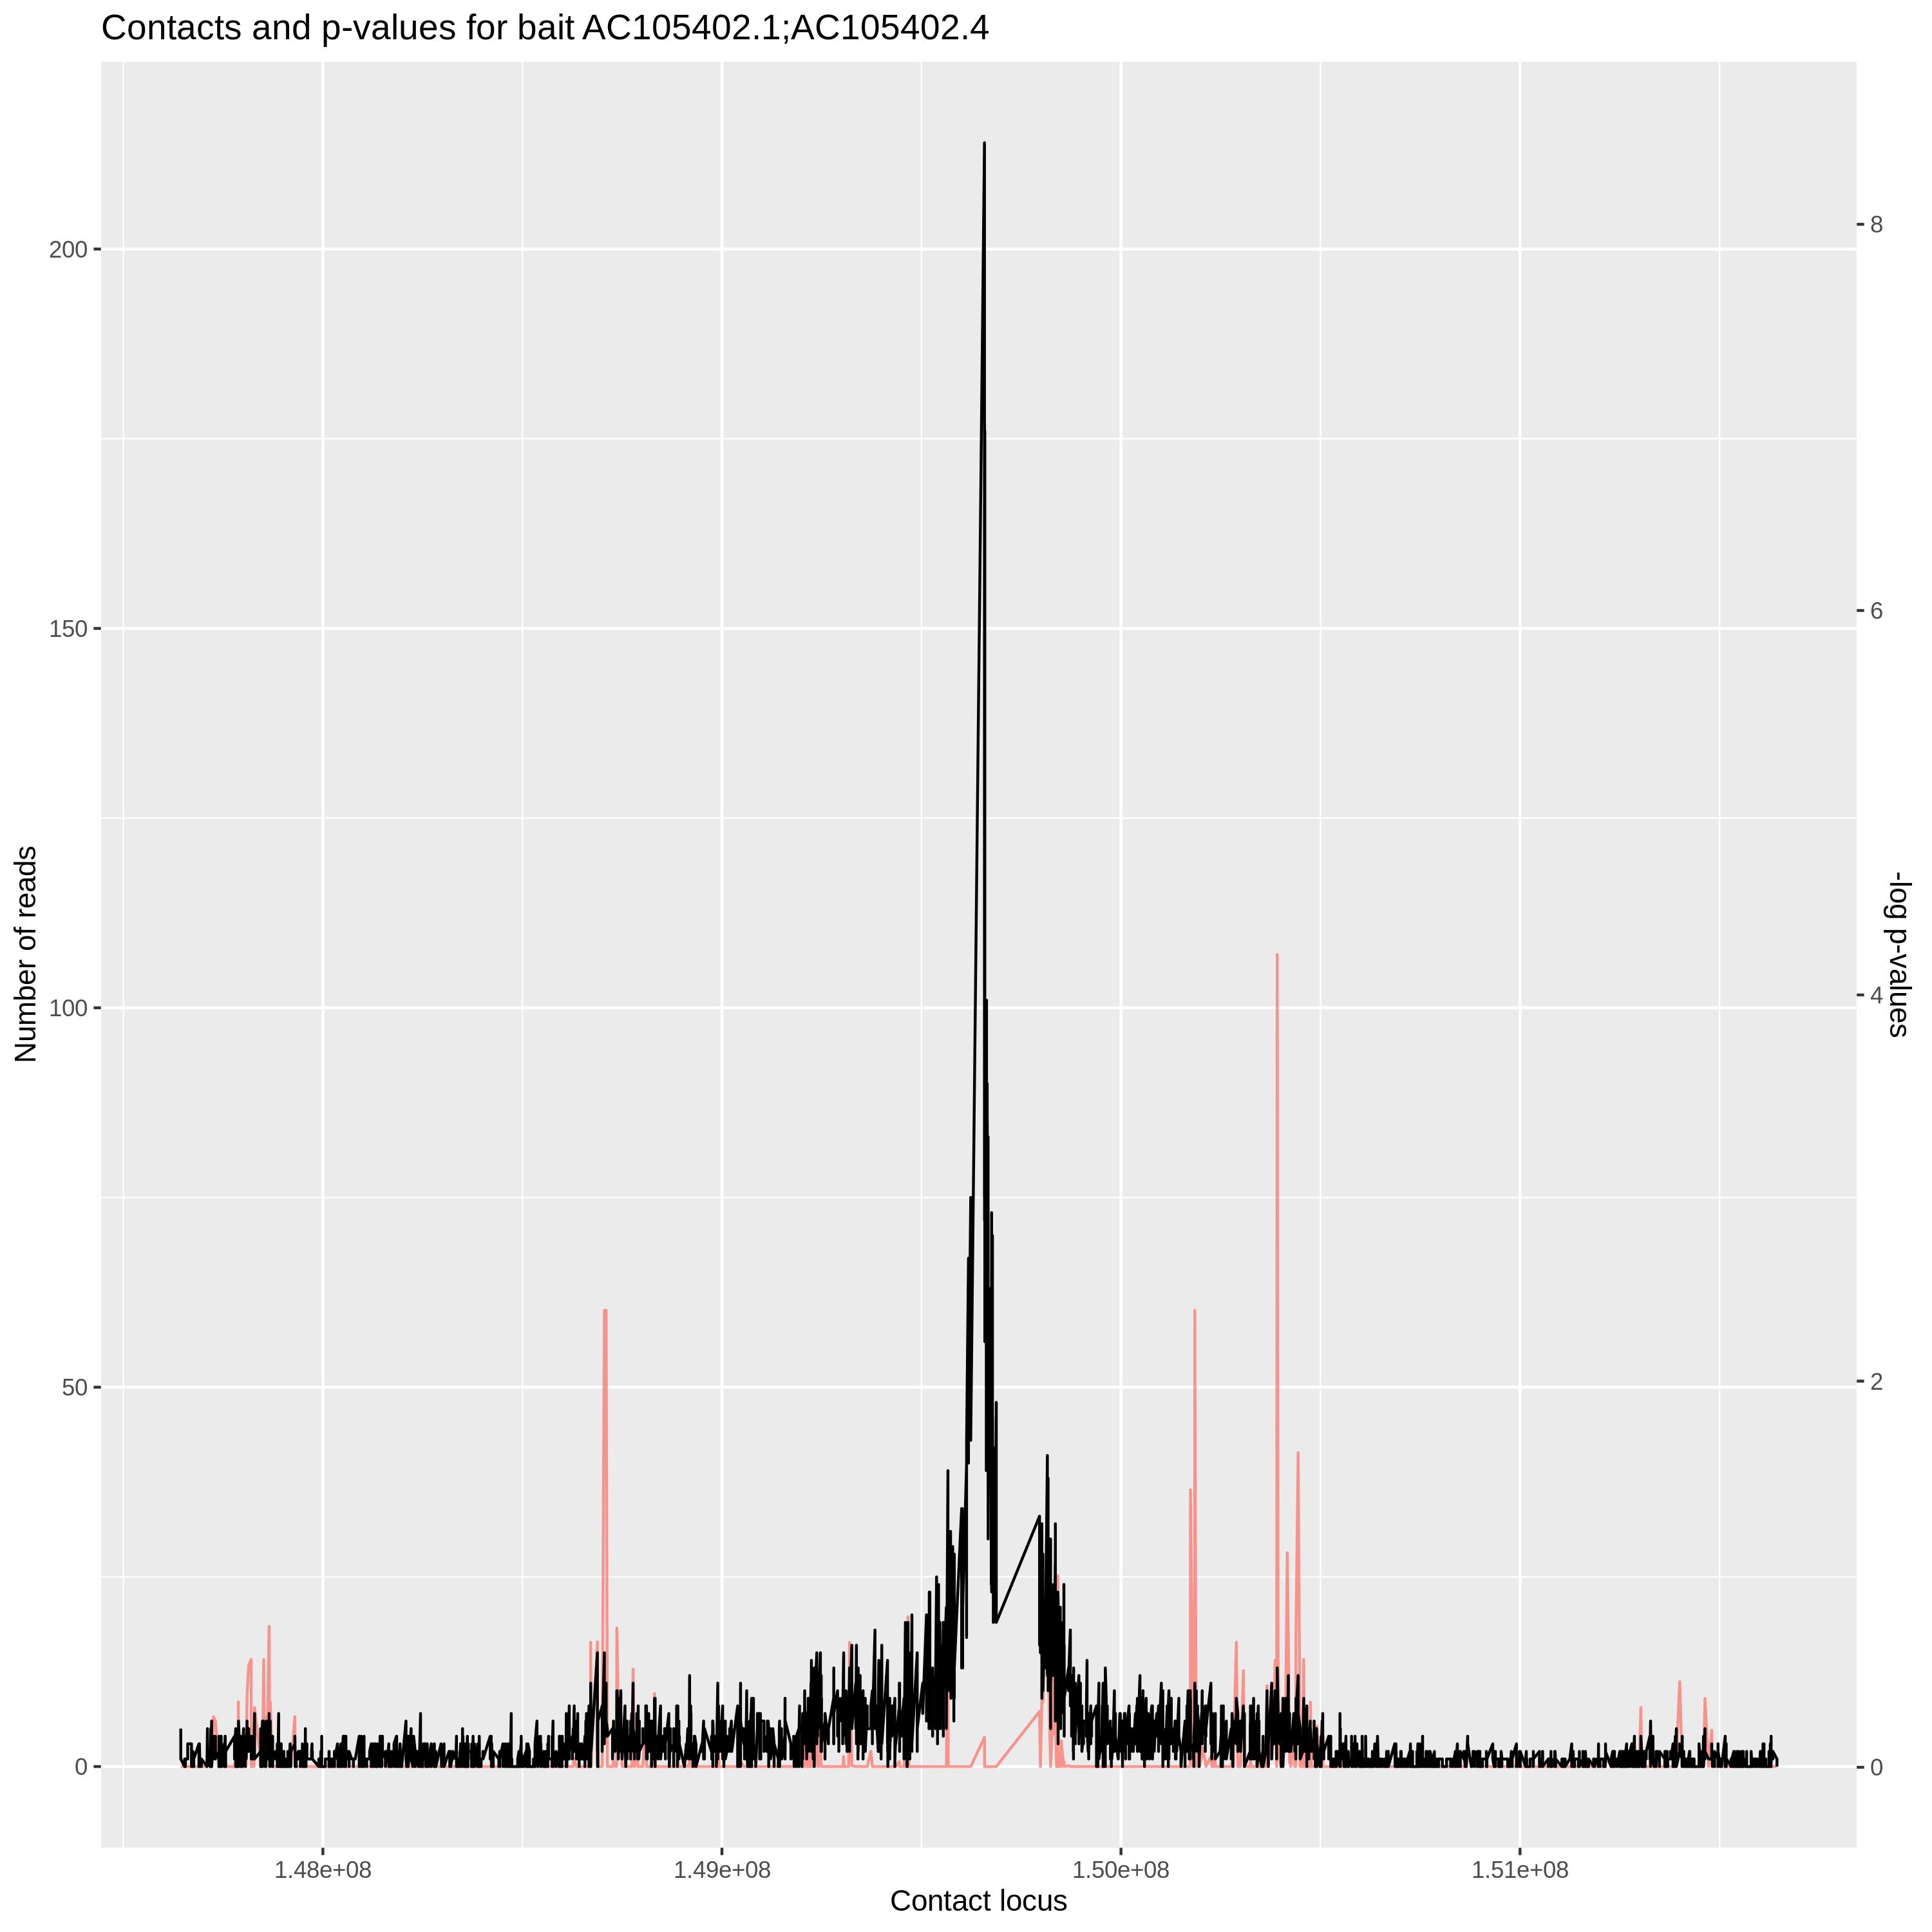 Contacts and p-values for bait AC105402.1;AC105402.4
Number of reads
200
150
100
50
0
8
6
4
2
0
-log p-values
1.48e+08
1.49e+08
1.50e+08
1.51e+08
Contact locus